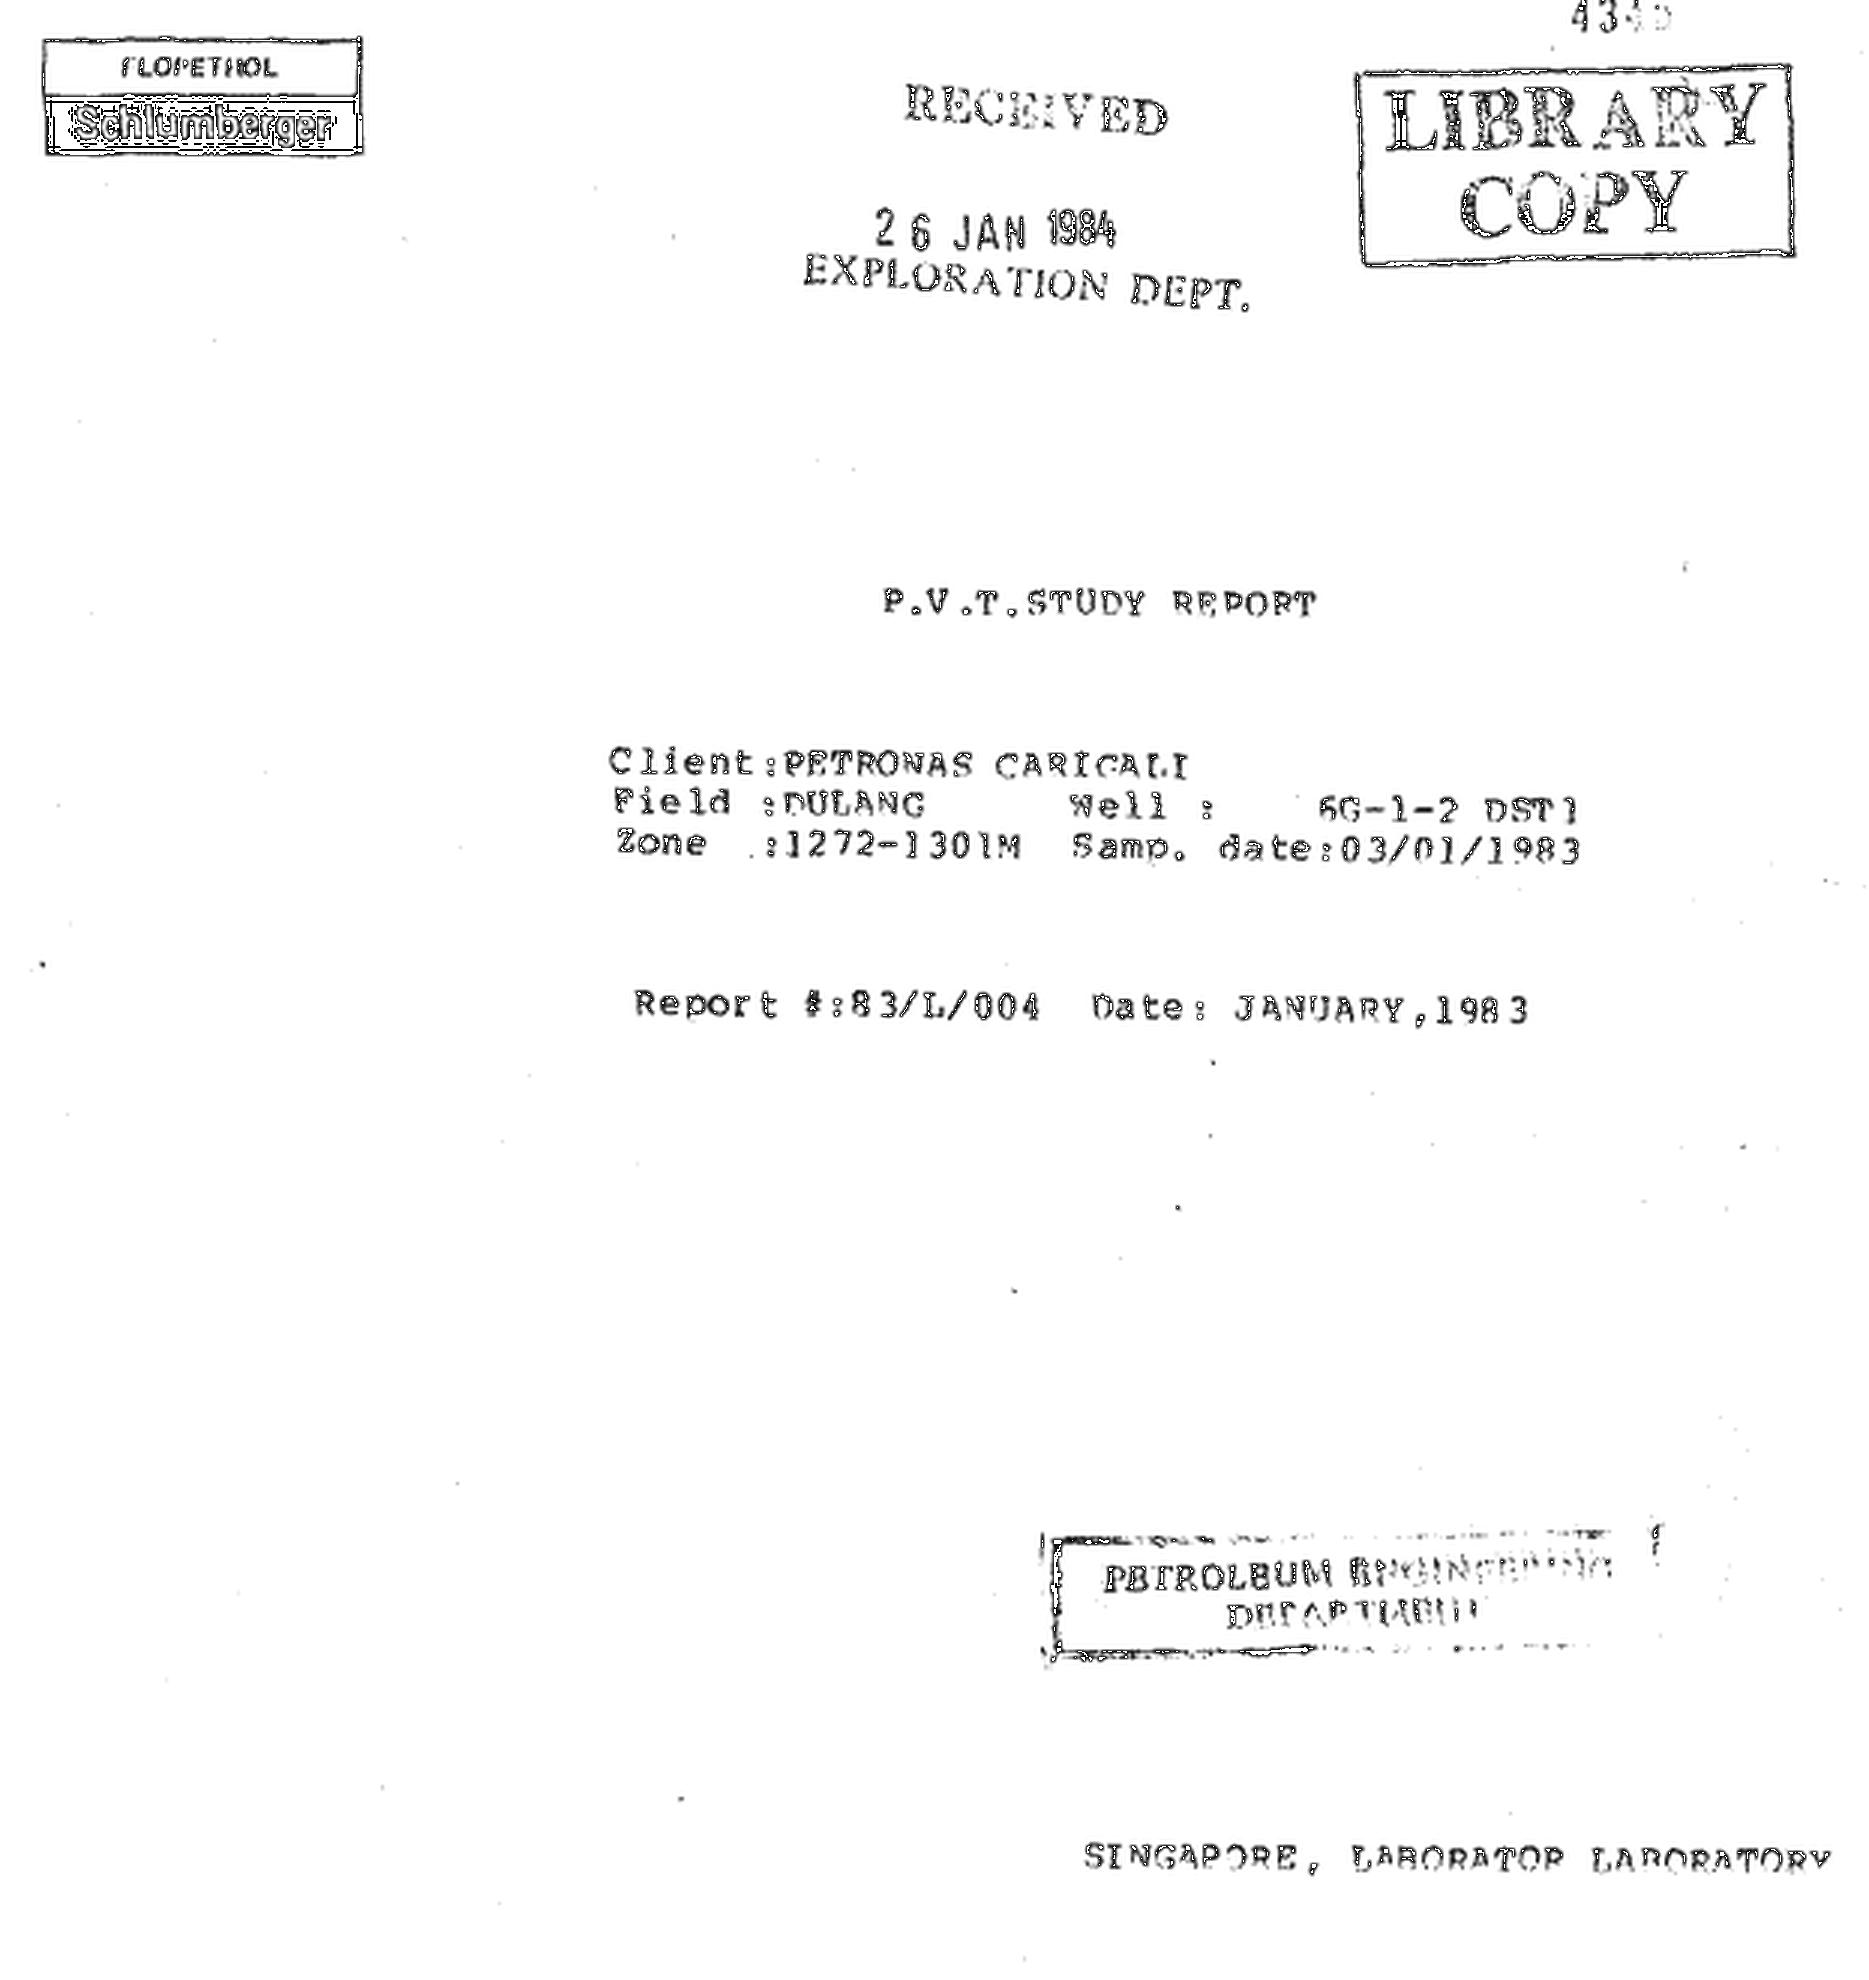 FLOPETROL
Schlumberger
RECEIVED
26 JAN 1984
EXPLORATION DEPT.
LIBRARY
COPY
P.V.T.STUDY REPORT
Client:PETRONAS CARIGALI
Field :DULANG Well : 6G-1-2 DST1
Zone :1272-1301M Samp. date:03/01/1983
Report #:83/L/004 Date: JANUARY,1983
PETROLEUM ENGINEERING
DEPARTMENT
SINGAPORE, LABORATOR LABORATORY